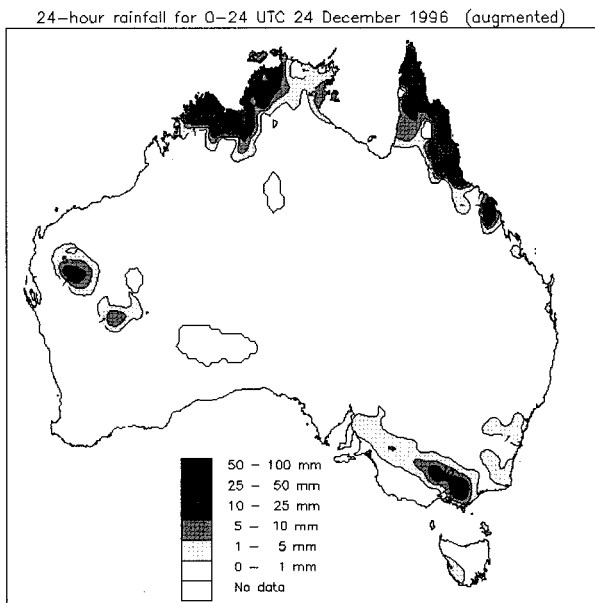 24-hour rainfall for 0-24 UTC 24 December 1996 (augmented)
50 - 100 mm
25 - 50 mm
10 - 25 mm
5 - 10 mm
1 - 5 mm
0 - 1 mm
No data